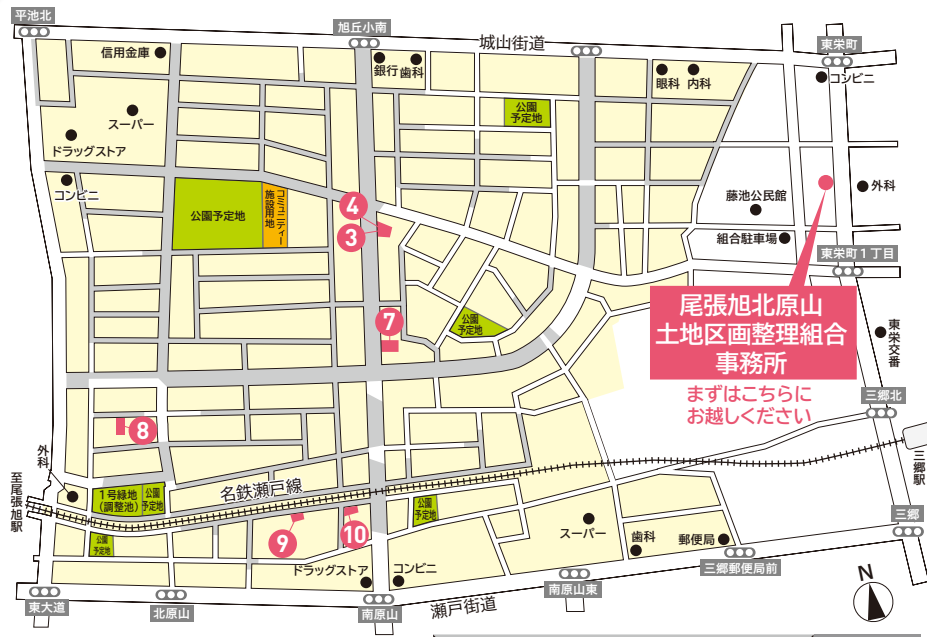 平池北
旭丘小南
城山街道
東栄町
信用金庫
銀行
歯科
眼科
内科
コンビニ
スーパー
公園
予定地
ドラッグストア
コンビニ
公園予定地
コミュニティー
施設用地
4
3
藤池公民館
外科
組合駐車場
東栄町1丁目
尾張旭北原山
土地区画整理組合
事務所
まずはこちらに
お越しください
公園
予定地
7
東栄交番
三郷北
8
外科
三郷駅
至尾張旭駅
1号緑地
(調整池)
公園
予定地
名鉄瀬戸線
公園
予定地
公園
予定地
9
10
スーパー
歯科
郵便局
三郷
ドラッグストア
コンビニ
三郷郵便局前
東大道
北原山
南原山
瀬戸街道
南原山東
N